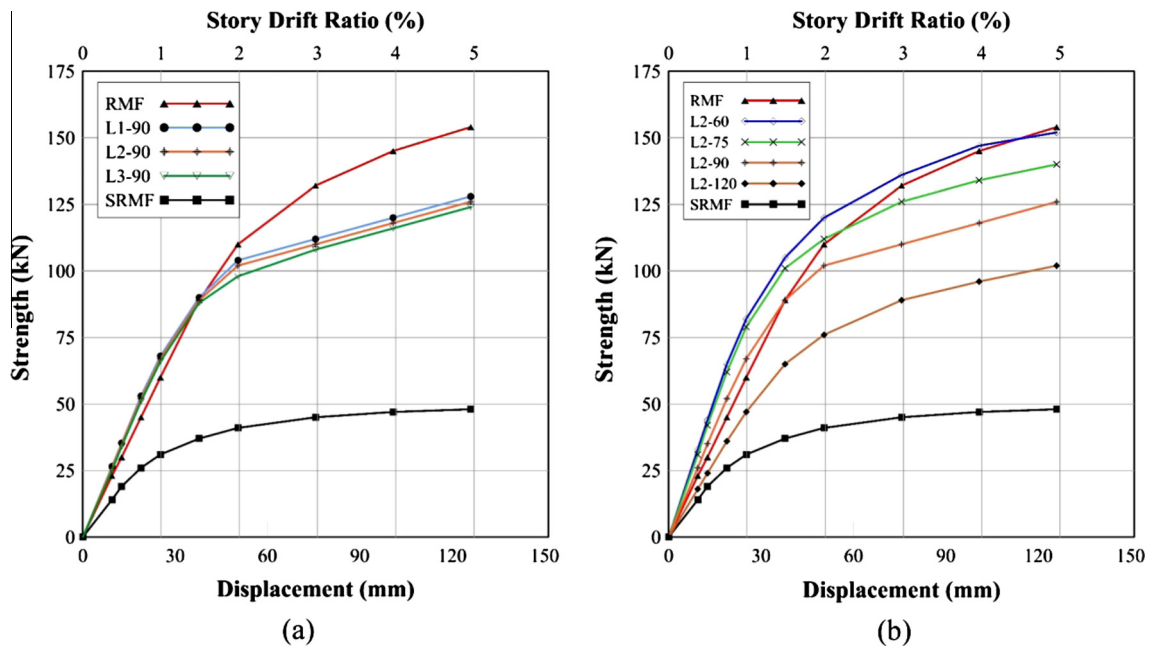 Story Drift Ratio (%)
0 1 2 3 4 5
175
150
125
100
75
50
25
0
Strength (kN)
RMF
L1-90
L2-90
L3-90
SRMF
0 30 60 90 120 150
Displacement (mm)
(a)
Story Drift Ratio (%)
0 1 2 3 4 5
175
150
125
100
75
50
25
0
Strength (kN)
RMF
L2-60
L2-75
L2-90
L2-120
SRMF
0 30 60 90 120 150
Displacement (mm)
(b)